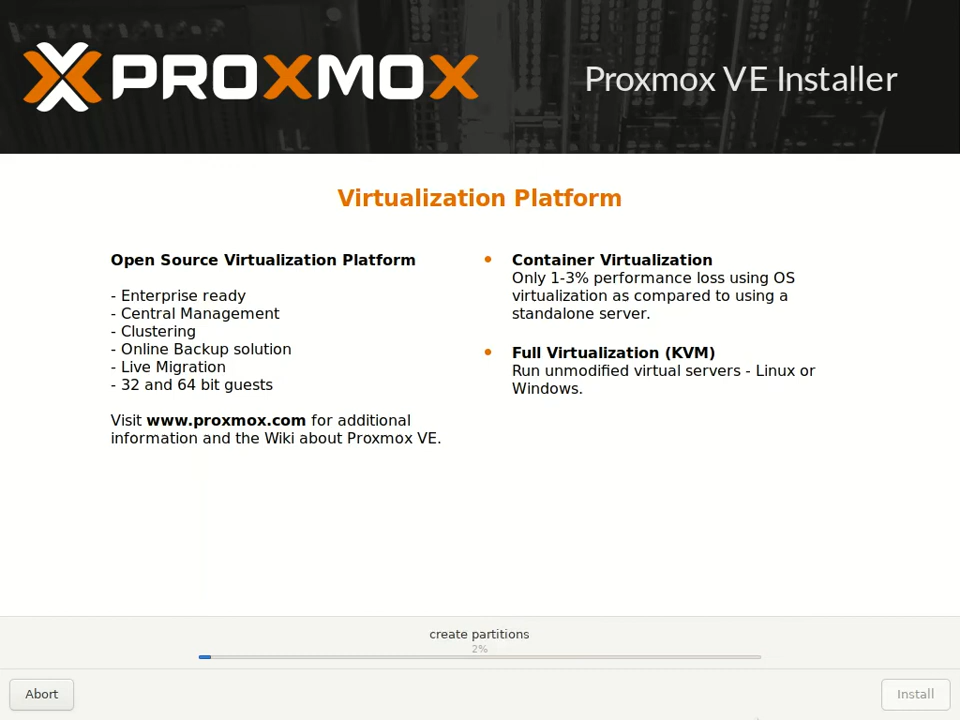 PROXMOX
Proxmox VE Installer
Virtualization Platform
Open Source Virtualization Platform
- Enterprise ready
- Central Management
- Clustering
- Online Backup solution
- Live Migration
- 32 and 64 bit guests
Visit www.proxmox.com for additional
information and the Wiki about Proxmox VE.
• Container Virtualization
Only 1-3% performance loss using OS
virtualization as compared to using a
standalone server.
• Full Virtualization (KVM)
Run unmodified virtual servers - Linux or
Windows.
create partitions
2%
Abort
Install